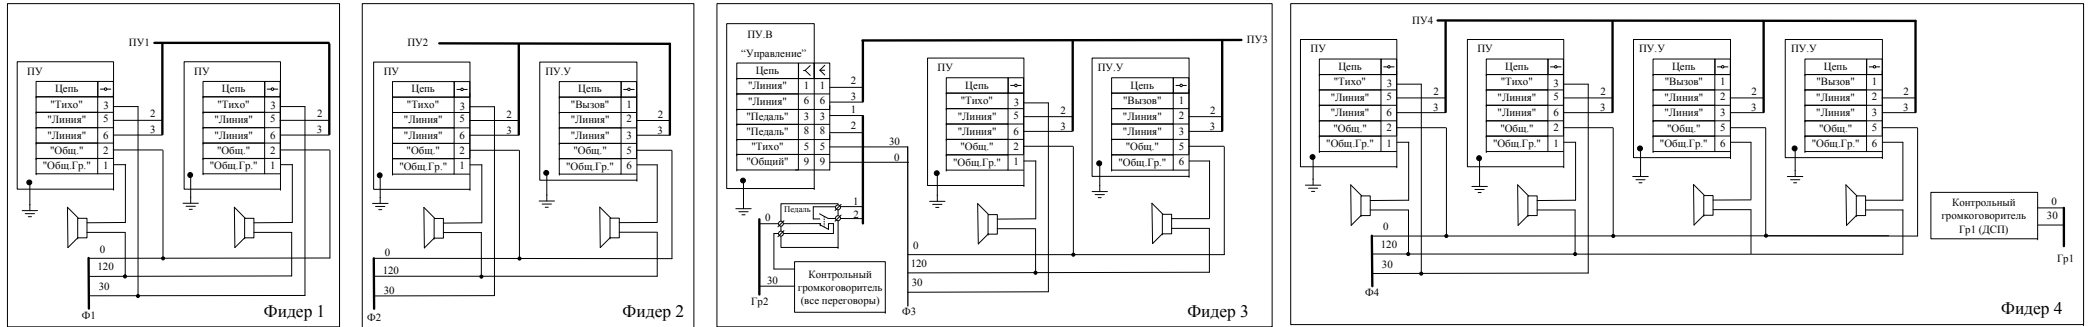 ПУ1
ПУ
Цепь
"Тихо" 3
"Линия" 5
"Линия" 6
"Общ." 2
"Общ.Гр." 1
2
3
ПУ
Цепь
"Тихо" 3
"Линия" 5
"Линия" 6
"Общ." 2
"Общ.Гр." 1
2
3
0
120
30
Ф1
Фидер 1
ПУ2
ПУ
Цепь
"Тихо" 3
"Линия" 5
"Линия" 6
"Общ." 2
"Общ.Гр." 1
2
3
ПУ.У
Цепь
"Вызов" 1
"Линия" 2
"Линия" 3
"Общ." 5
"Общ.Гр." 6
2
3
0
120
30
Ф2
Фидер 2
ПУ3
ПУ.В
“Управление”
Цепь
"Линия" 1 1
"Линия" 6 6
"Педаль" 3 3
"Педаль" 8 8
"Тихо" 5 5
"Общий" 9 9
2
3
1
2
30
0
Педаль
1
2
0
30
Гр2
Контрольный
громкоговоритель
(все переговоры)
ПУ
Цепь
"Тихо" 3
"Линия" 5
"Линия" 6
"Общ." 2
"Общ.Гр." 1
2
3
ПУ.У
Цепь
"Вызов" 1
"Линия" 2
"Линия" 3
"Общ." 5
"Общ.Гр." 6
2
3
0
120
30
Ф3
Фидер 3
ПУ4
ПУ
Цепь
"Тихо" 3
"Линия" 5
"Линия" 6
"Общ." 2
"Общ.Гр." 1
2
3
ПУ
Цепь
"Тихо" 3
"Линия" 5
"Линия" 6
"Общ." 2
"Общ.Гр." 1
2
3
ПУ.У
Цепь
"Вызов" 1
"Линия" 2
"Линия" 3
"Общ." 5
"Общ.Гр." 6
2
3
ПУ.У
Цепь
"Вызов" 1
"Линия" 2
"Линия" 3
"Общ." 5
"Общ.Гр." 6
2
3
0
120
30
Ф4
Контрольный
громкоговоритель
Гр1 (ДСП)
0
30
Гр1
Фидер 4